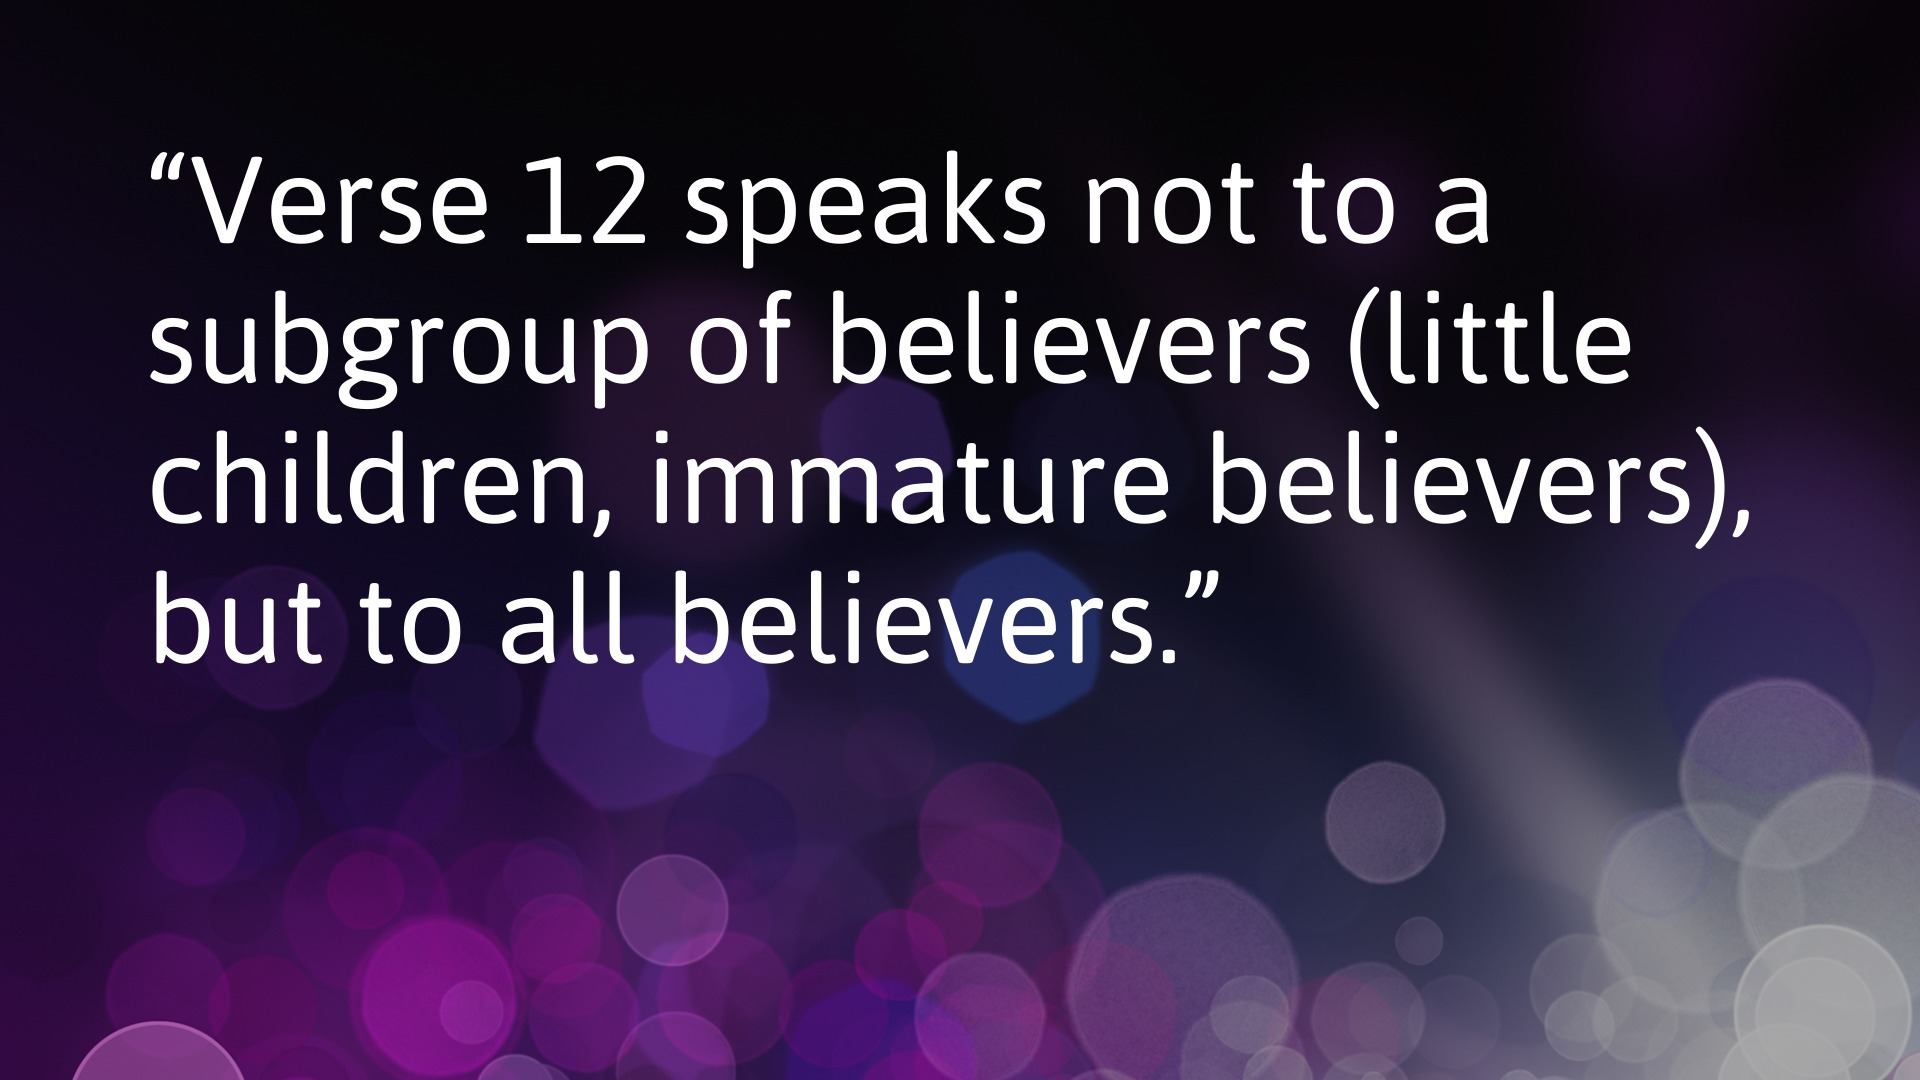 “Verse 12 speaks not to a
subgroup of believers (little
children, immature believers),
but to all believers.”